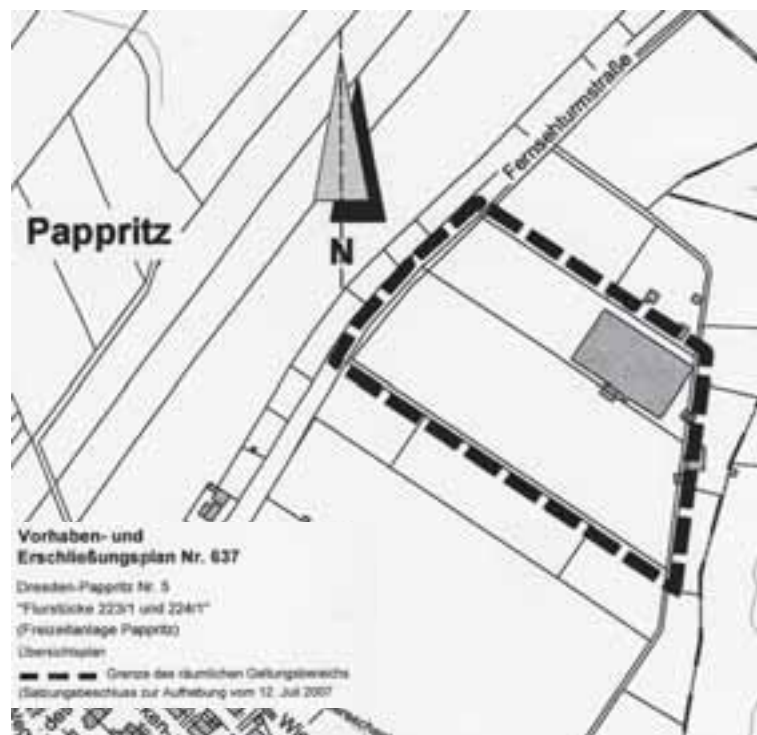 Fernsehturmstraße
Pappritz
N
Vorhaben- und
Erschließungsplan Nr. 637
Dresden-Pappritz Nr. 5
"Flurstücke 223/1 und 224/1"
(Freizeitanlage Pappritz)
Übersichtsplan
Grenze des räumlichen Geltungsbereichs
(Satzungsbeschluss zur Aufhebung vom 12. Juli 2007